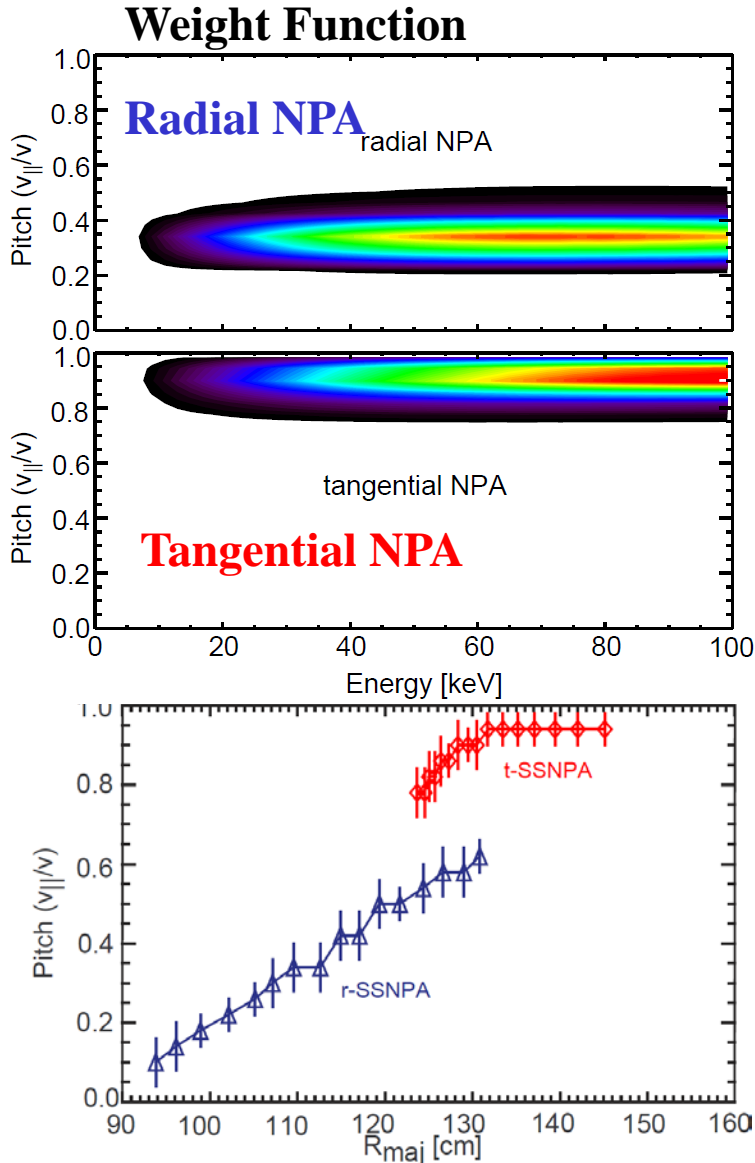 Weight Function
1.0
0.8
0.6
0.4
0.2
0.0
Pitch (v||/v)
Radial NPA
radial NPA
1.0
0.8
0.6
0.4
0.2
0.0
Pitch (v||/v)
tangential NPA
Tangential NPA
0 20 40 60 80 100
Energy [keV]
1.0
0.8
0.6
0.4
0.2
0.0
Pitch (v||/v)
t-SSNPA
r-SSNPA
90 100 110 120 130 140 150 160
Rmaj [cm]